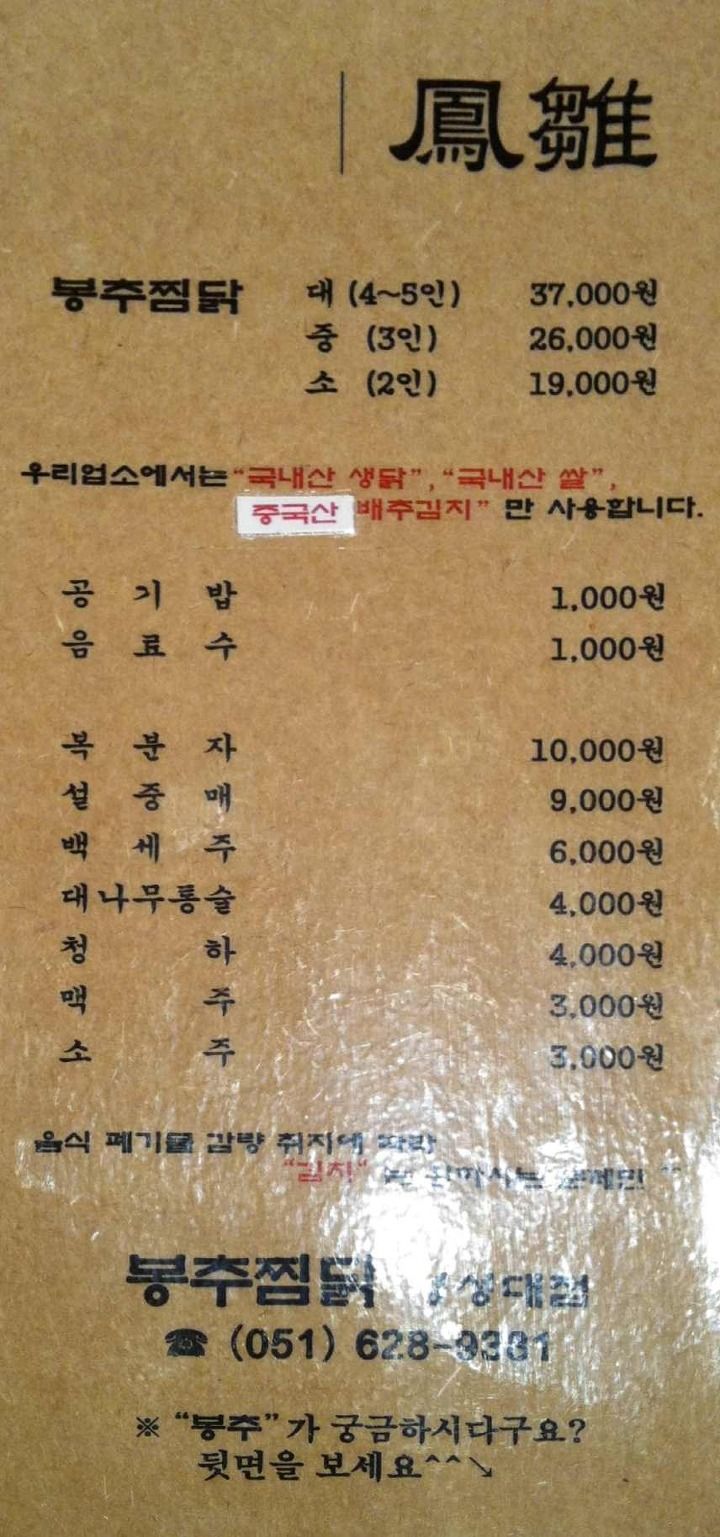 鳳雛
봉추찜닭 대 (4~5인) 37,000원
중 (3인) 26,000원
소 (2인) 19,000원
우리업소에서는 “국내산 생닭”, “국내산 쌀”,
중국산 배추김치” 만 사용합니다.
공기밥 1,000원
음료수 1,000원
복분자 10,000원
설중매 9,000원
백세주 6,000원
대나무통술 4,000원
청하 4,000원
맥주 3,000원
소주 3,000원
음식 폐기물 감량 취지에 따라
“김치”
봉추찜닭
☎ (051) 628-9381
※ “봉추”가 궁금하시다구요?
뒷면을 보세요^^↘